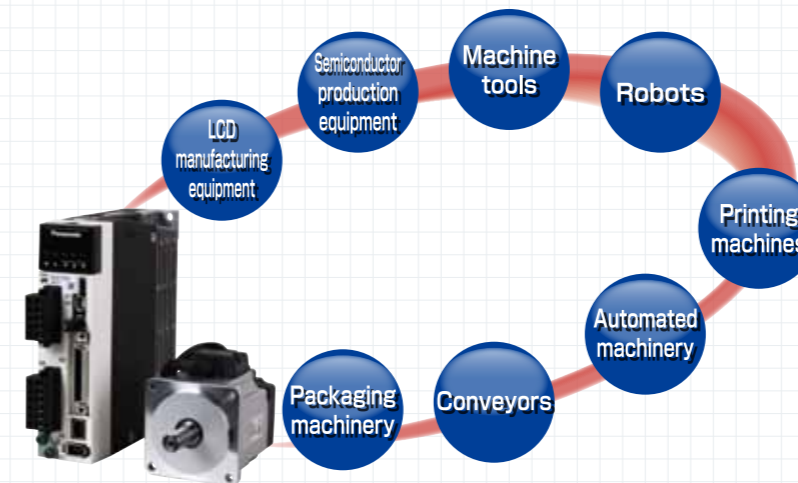 LCD
manufacturing
equipment
Semiconductor
production
equipment
Machine
tools
Robots
Printing
machines
Automated
machinery
Conveyors
Packaging
machinery
Panasonic